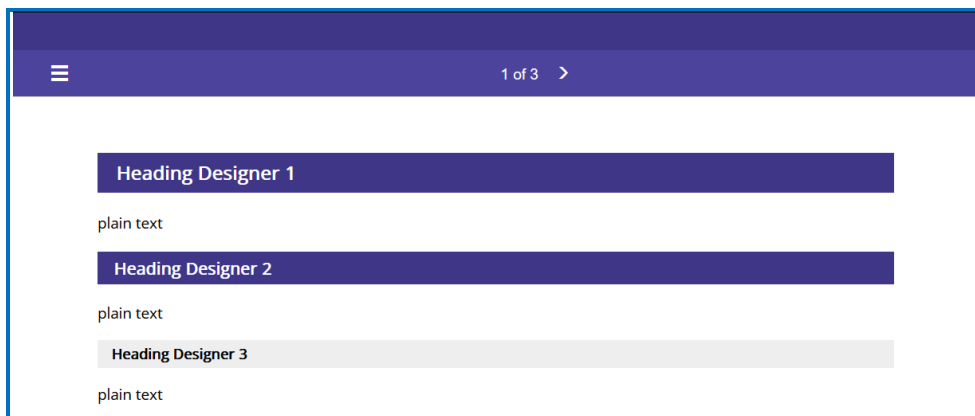 1 of 3
Heading Designer 1
plain text
Heading Designer 2
plain text
Heading Designer 3
plain text